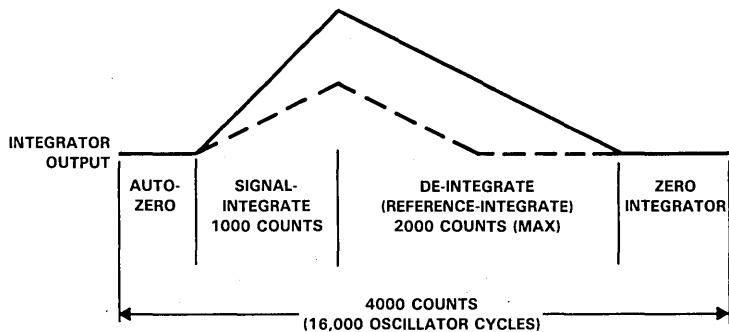 INTEGRATOR
OUTPUT
AUTO-
ZERO
SIGNAL-
INTEGRATE
1000 COUNTS
DE-INTEGRATE
(REFERENCE-INTEGRATE)
2000 COUNTS (MAX)
ZERO
INTEGRATOR
4000 COUNTS
(16,000 OSCILLATOR CYCLES)